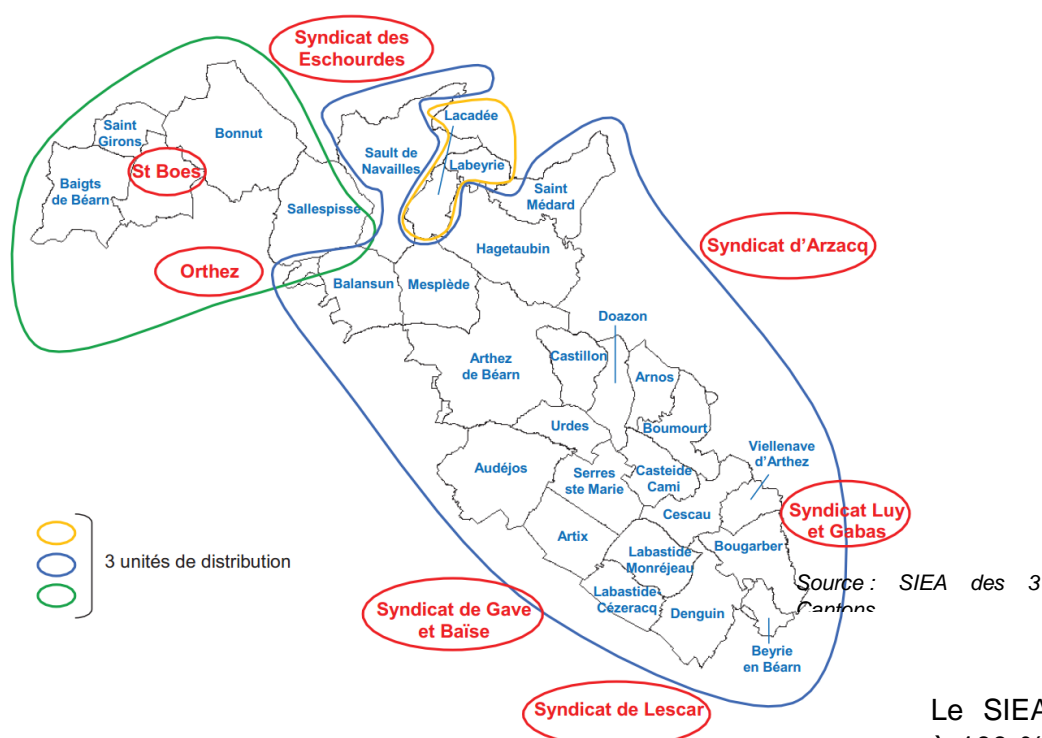 Syndicat des
Eschourdes
Lacadée
Saint
Girons
Bonnut
Sault de
Navailles
Labeyrie
St Boes
Baigts
de Béarn
Saint
Médard
Sallespisse
Syndicat d'Arzacq
Hagetaubin
Orthez
Balansun
Mesplède
Doazon
Arthez
de Béarn
Castillon
Arnos
Urdes
Boumourt
Viellenave
d'Arthez
Audéjos
Serres
ste Marie
Casteide
Cami
Cescau
Syndicat Luy
et Gabas
Artix
Bougarber
Labastide
Monréjeau
3 unités de distribution
Source : SIEA des 3
Cantons
Labastide-
Cézeracq
Syndicat de Gave
et Baïse
Denguin
Beyrie
en Béarn
Syndicat de Lescar
Le SIEA
à 100 %